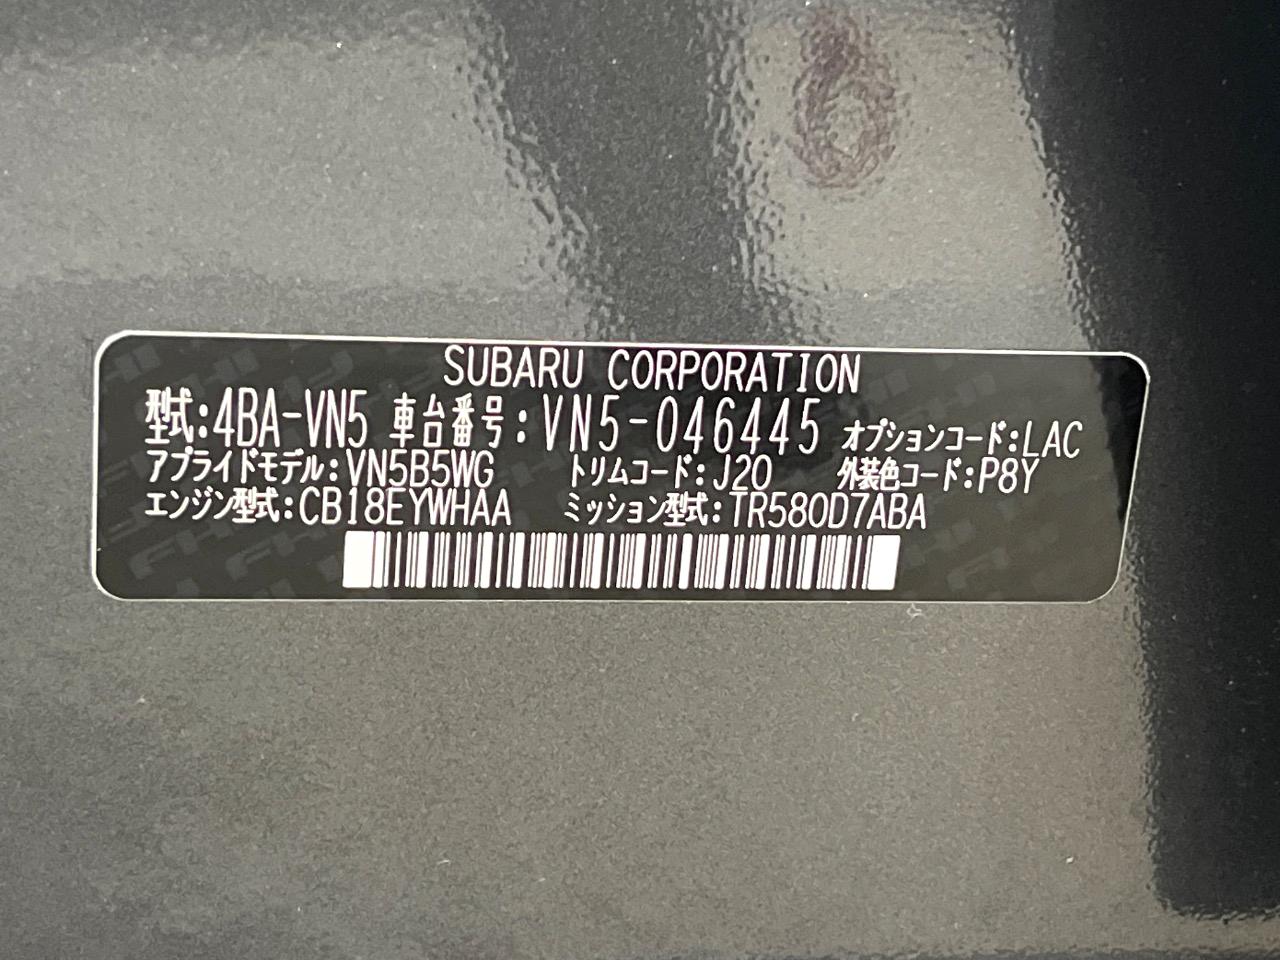 SUBARU CORPORATION
型式:4BA-VN5 車台番号:VN5-046445 オプションコード:LAC
アプライドモデル:VN5B5WG トリムコード:J20 外装色コード:P8Y
エンジン型式:CB18EYWHAA ミッション型式:TR580D7ABA